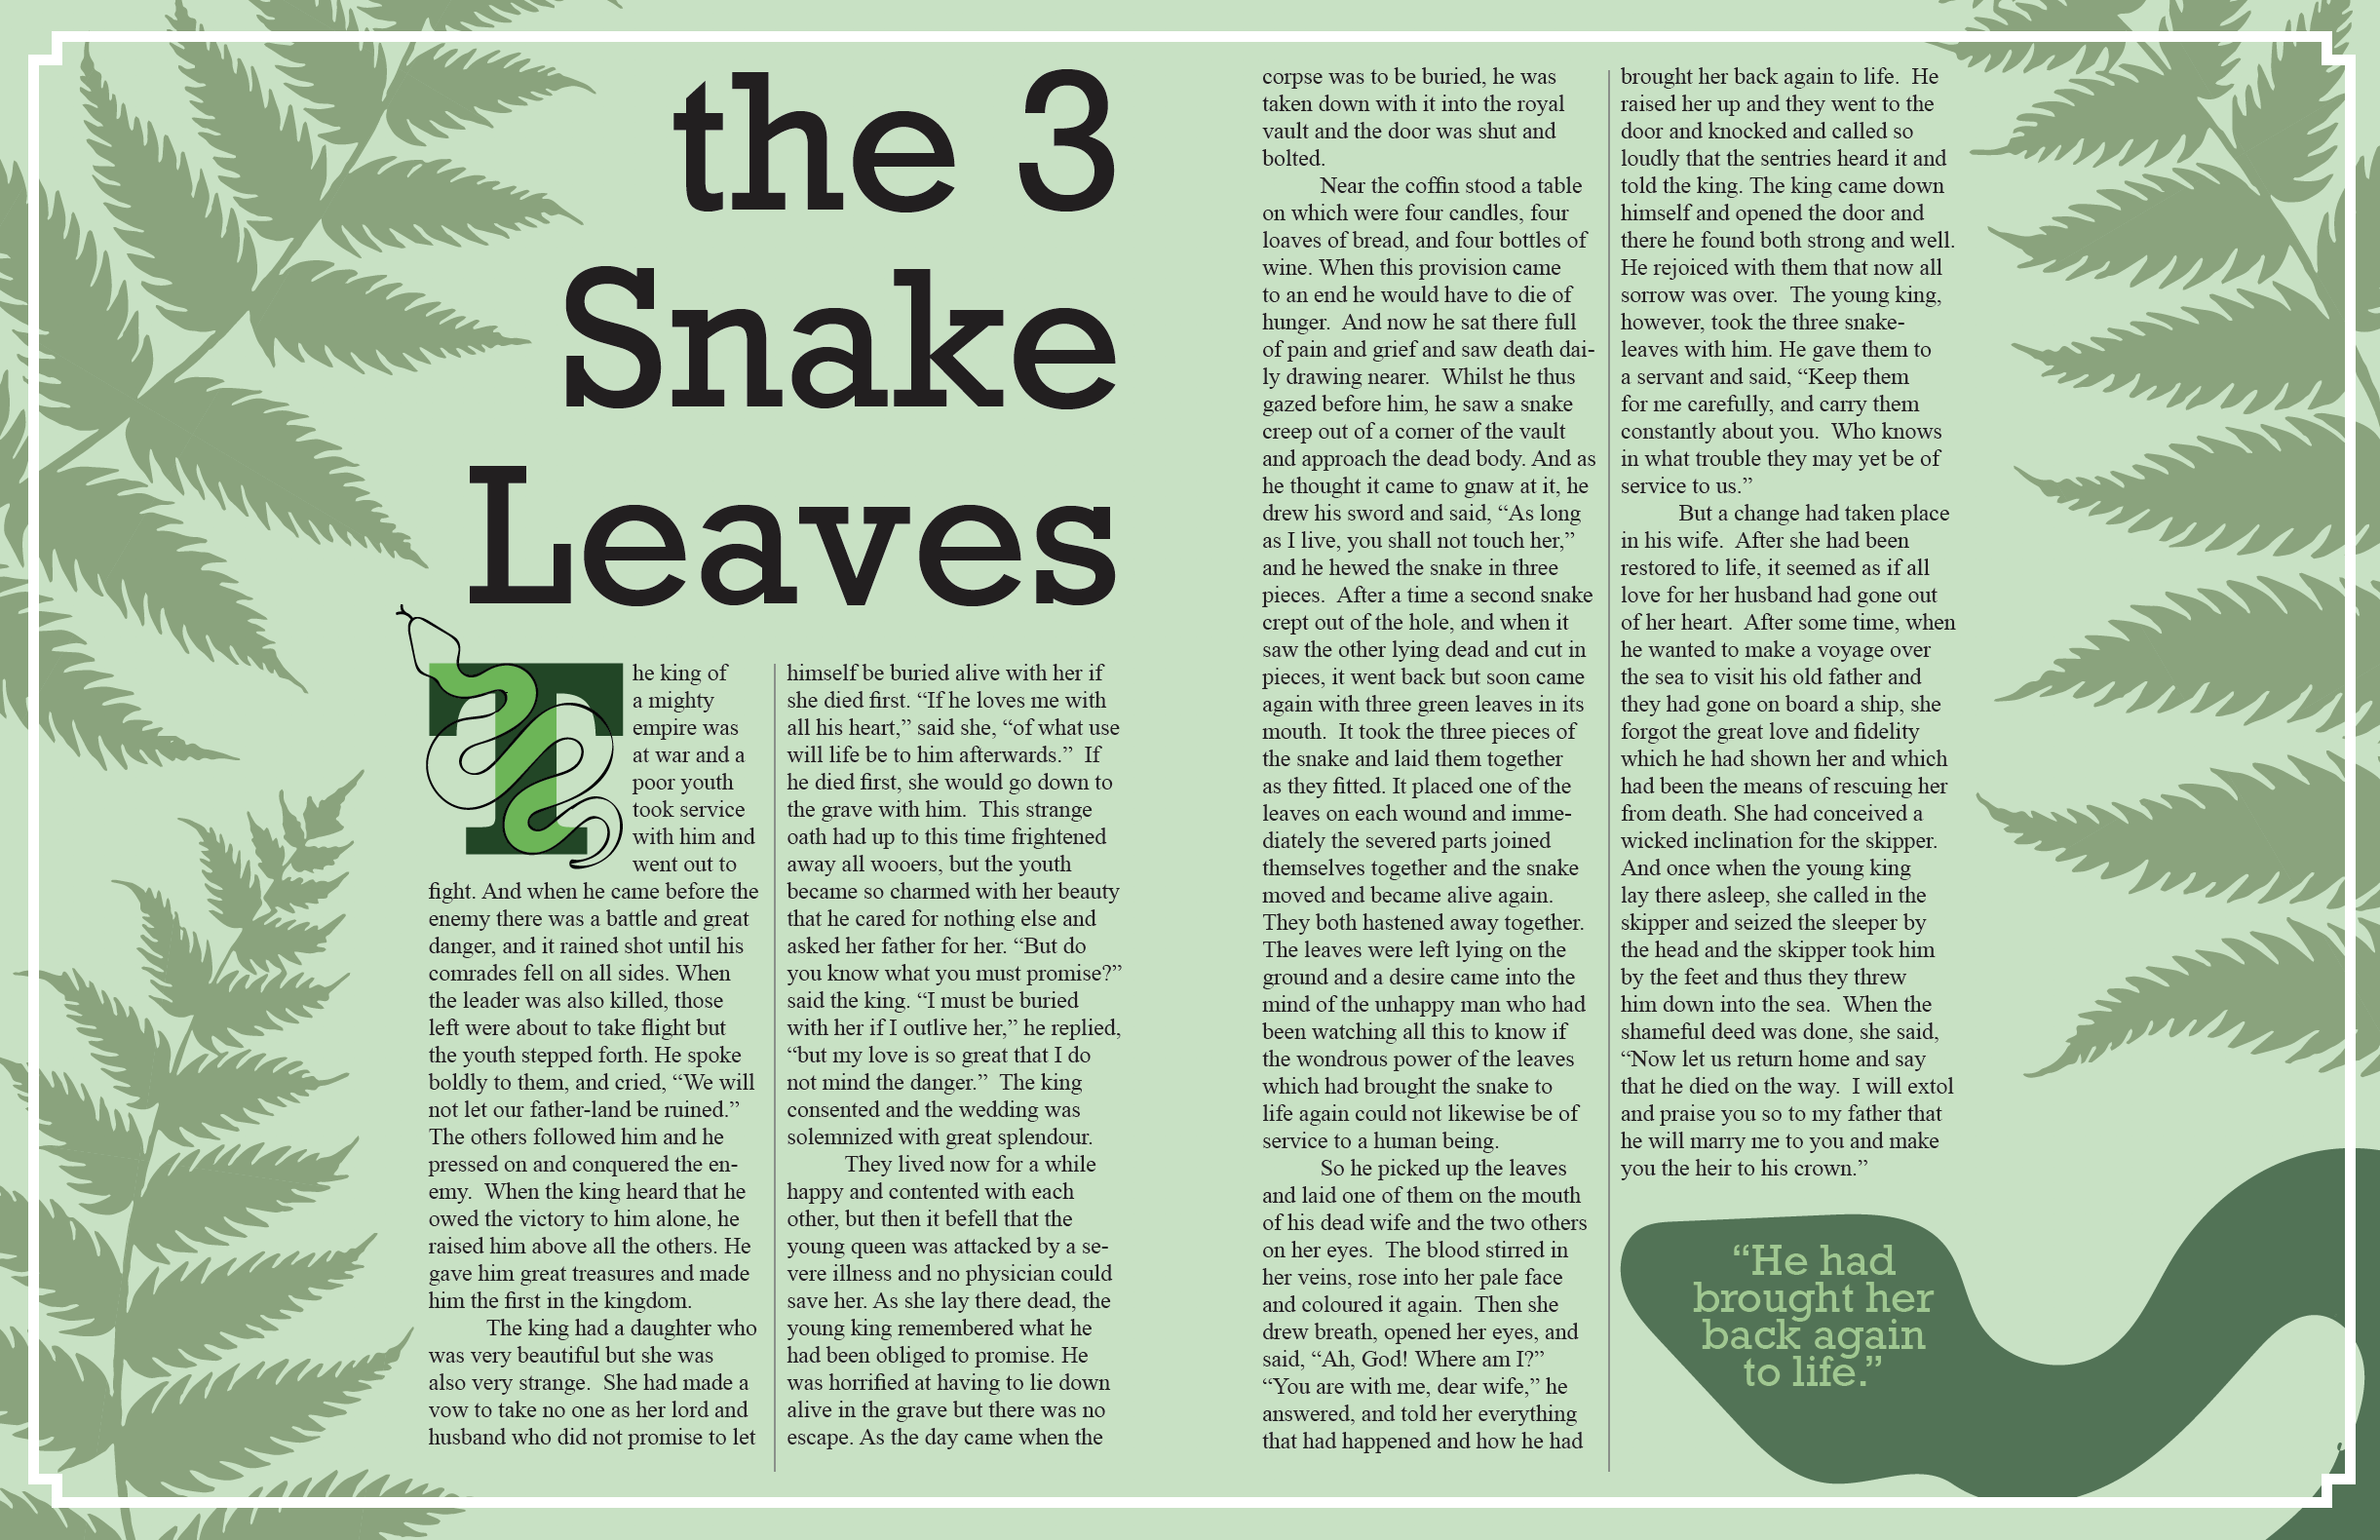 the 3
Snake
Leaves
The king of
a mighty
empire was
at war and a
poor youth
took service
with him and
went out to
fight. And when he came before the
enemy there was a battle and great
danger, and it rained shot until his
comrades fell on all sides. When
the leader was also killed, those
left were about to take flight but
the youth stepped forth. He spoke
boldly to them, and cried, “We will
not let our father-land be ruined.”
The others followed him and he
pressed on and conquered the en-
emy.  When the king heard that he
owed the victory to him alone, he
raised him above all the others. He
gave him great treasures and made
him the first in the kingdom.
The king had a daughter who
was very beautiful but she was
also very strange.  She had made a
vow to take no one as her lord and
husband who did not promise to let
himself be buried alive with her if
she died first. “If he loves me with
all his heart,” said she, “of what use
will life be to him afterwards.”  If
he died first, she would go down to
the grave with him.  This strange
oath had up to this time frightened
away all wooers, but the youth
became so charmed with her beauty
that he cared for nothing else and
asked her father for her. “But do
you know what you must promise?”
said the king. “I must be buried
with her if I outlive her,” he replied,
“but my love is so great that I do
not mind the danger.”  The king
consented and the wedding was
solemnized with great splendour.
They lived now for a while
happy and contented with each
other, but then it befell that the
young queen was attacked by a se-
vere illness and no physician could
save her. As she lay there dead, the
young king remembered what he
had been obliged to promise. He
was horrified at having to lie down
alive in the grave but there was no
escape. As the day came when the
corpse was to be buried, he was
taken down with it into the royal
vault and the door was shut and
bolted.
Near the coffin stood a table
on which were four candles, four
loaves of bread, and four bottles of
wine. When this provision came
to an end he would have to die of
hunger.  And now he sat there full
of pain and grief and saw death dai-
ly drawing nearer.  Whilst he thus
gazed before him, he saw a snake
creep out of a corner of the vault
and approach the dead body. And as
he thought it came to gnaw at it, he
drew his sword and said, “As long
as I live, you shall not touch her,”
and he hewed the snake in three
pieces.  After a time a second snake
crept out of the hole, and when it
saw the other lying dead and cut in
pieces, it went back but soon came
again with three green leaves in its
mouth.  It took the three pieces of
the snake and laid them together
as they fitted. It placed one of the
leaves on each wound and imme-
diately the severed parts joined
themselves together and the snake
moved and became alive again.
They both hastened away together.
The leaves were left lying on the
ground and a desire came into the
mind of the unhappy man who had
been watching all this to know if
the wondrous power of the leaves
which had brought the snake to
life again could not likewise be of
service to a human being.
So he picked up the leaves
and laid one of them on the mouth
of his dead wife and the two others
on her eyes.  The blood stirred in
her veins, rose into her pale face
and coloured it again.  Then she
drew breath, opened her eyes, and
said, “Ah, God! Where am I?”
“You are with me, dear wife,” he
answered, and told her everything
that had happened and how he had
brought her back again to life.  He
raised her up and they went to the
door and knocked and called so
loudly that the sentries heard it and
told the king. The king came down
himself and opened the door and
there he found both strong and well.
He rejoiced with them that now all
sorrow was over.  The young king,
however, took the three snake-
leaves with him. He gave them to
a servant and said, “Keep them
for me carefully, and carry them
constantly about you.  Who knows
in what trouble they may yet be of
service to us.”
But a change had taken place
in his wife.  After she had been
restored to life, it seemed as if all
love for her husband had gone out
of her heart.  After some time, when
he wanted to make a voyage over
the sea to visit his old father and
they had gone on board a ship, she
forgot the great love and fidelity
which he had shown her and which
had been the means of rescuing her
from death. She had conceived a
wicked inclination for the skipper.
And once when the young king
lay there asleep, she called in the
skipper and seized the sleeper by
the head and the skipper took him
by the feet and thus they threw
him down into the sea.  When the
shameful deed was done, she said,
“Now let us return home and say
that he died on the way.  I will extol
and praise you so to my father that
he will marry me to you and make
you the heir to his crown.”
“He had
brought her
back again
to life.”